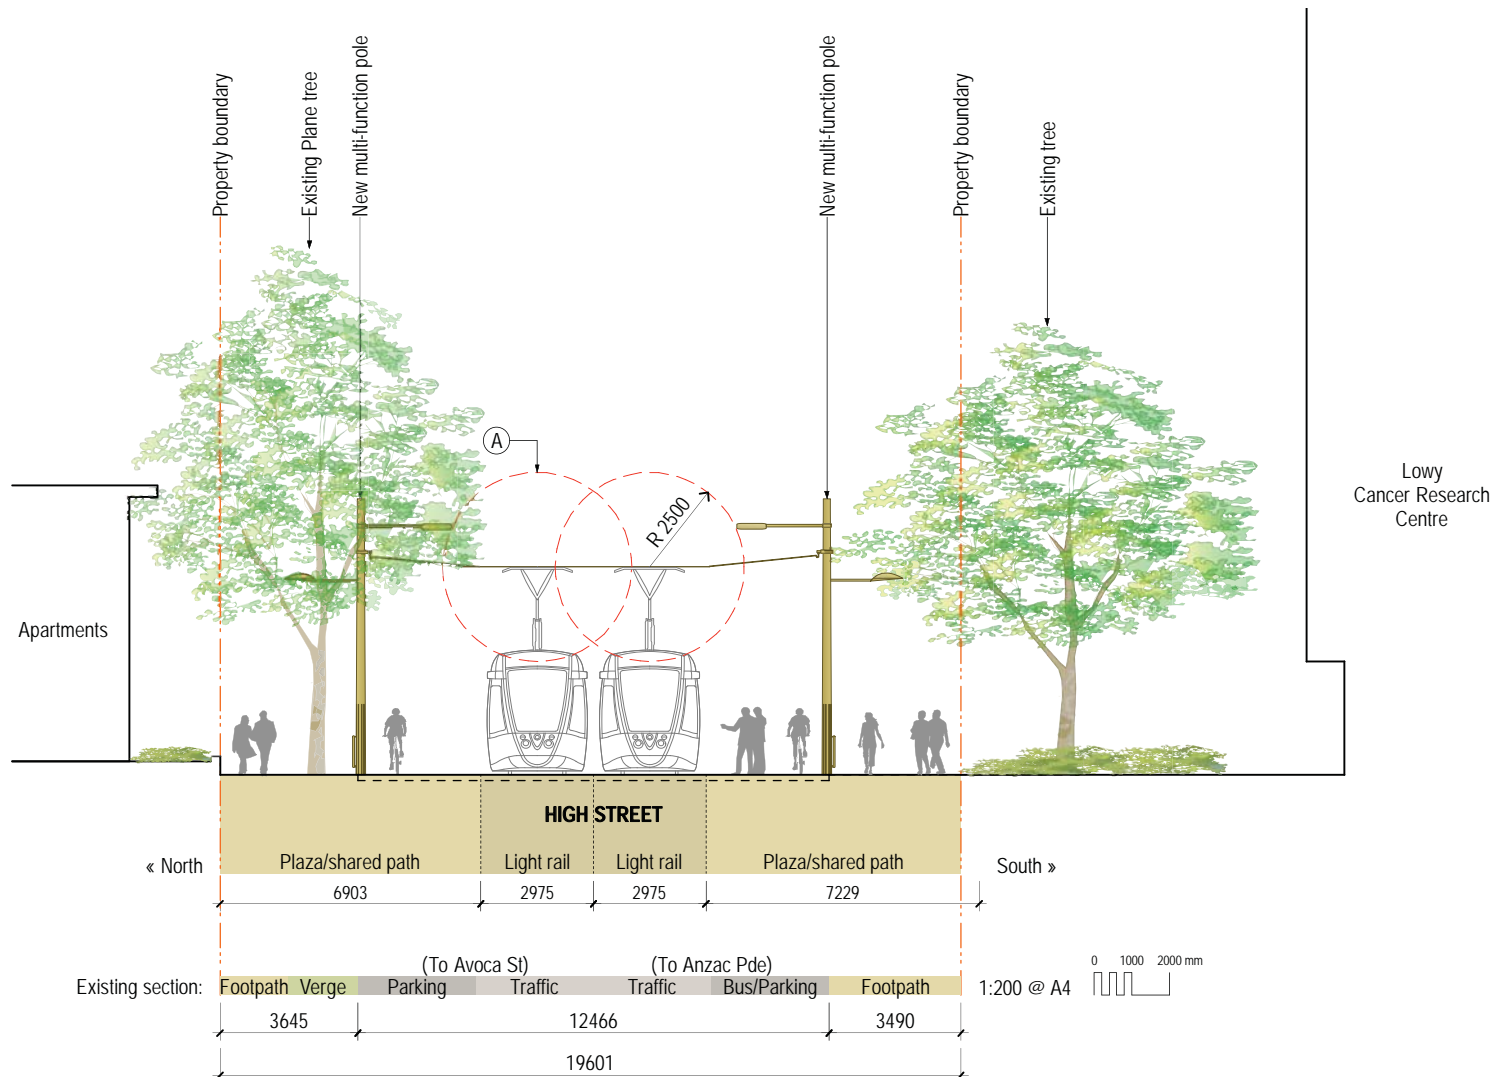 Property boundary
Existing Plane tree
New multi-function pole
New multi-function pole
Property boundary
Existing tree
A
R 2500
Lowy
Cancer Research
Centre
Apartments
HIGH STREET
« North
Plaza/shared path
Light rail
Light rail
Plaza/shared path
South »
6903
2975
2975
7229
(To Avoca St)
(To Anzac Pde)
Existing section:
Footpath
Verge
Parking
Traffic
Traffic
Bus/Parking
Footpath
1:200 @ A4
0 1000 2000 mm
3645
12466
3490
19601